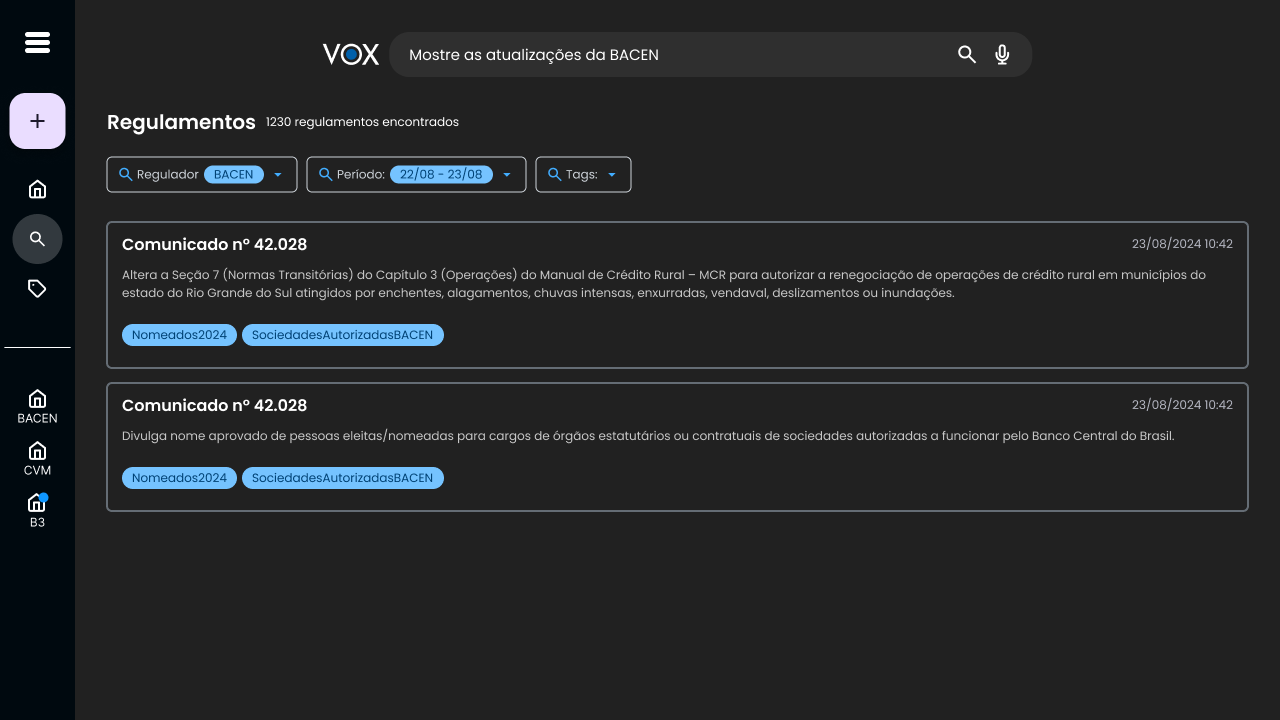 VOX
Mostre as atualizações da BACEN
Regulamentos 1230 regulamentos encontrados
Regulador BACEN Período: 22/08 - 23/08 Tags:
Comunicado nº 42.028 23/08/2024 10:42
Altera a Seção 7 (Normas Transitórias) do Capítulo 3 (Operações) do Manual de Crédito Rural – MCR para autorizar a renegociação de operações de crédito rural em municípios do
estado do Rio Grande do Sul atingidos por enchentes, alagamentos, chuvas intensas, enxurradas, vendaval, deslizamentos ou inundações.
Nomeados2024 SociedadesAutorizadasBACEN
Comunicado nº 42.028 23/08/2024 10:42
Divulga nome aprovado de pessoas eleitas/nomeadas para cargos de órgãos estatutários ou contratuais de sociedades autorizadas a funcionar pelo Banco Central do Brasil.
Nomeados2024 SociedadesAutorizadasBACEN
BACEN
CVM
B3